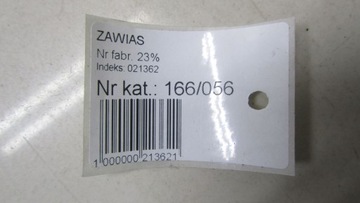 ZAWIAS
Nr fabr. 23%
Indeks: 021362
Nr kat.: 166/056
1 000000 213621